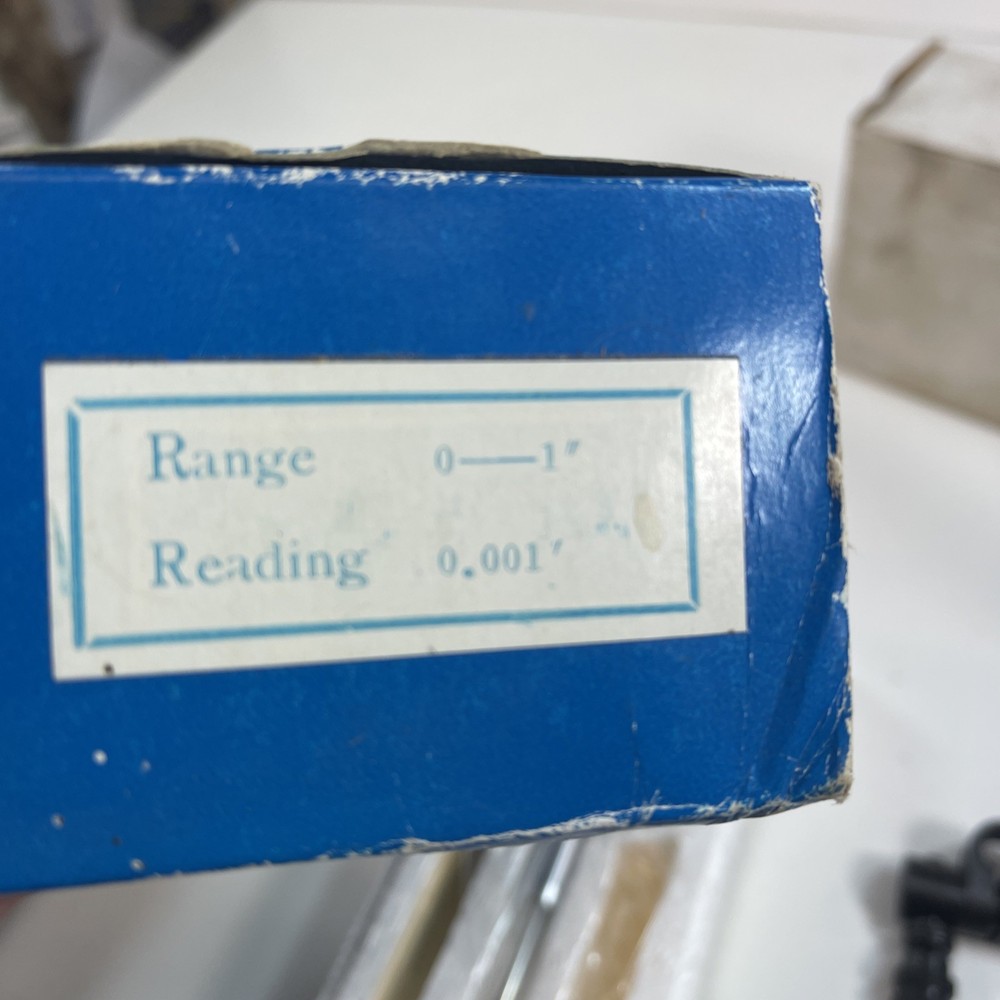 Range 0——1″
Reading 0.001′